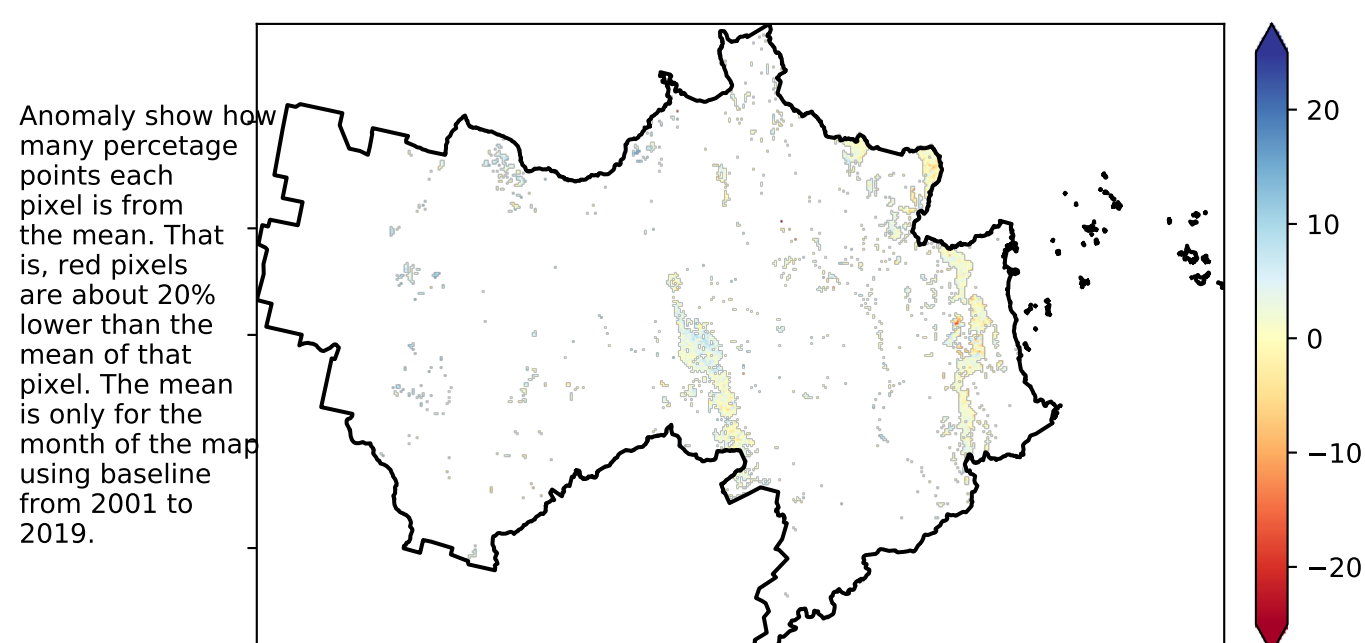 Anomaly show how
many percetage
points each
pixel is from
the mean. That
is, red pixels
are about 20%
lower than the
mean of that
pixel. The mean
is only for the
month of the map
using baseline
from 2001 to
2019.
20
10
0
−10
−20